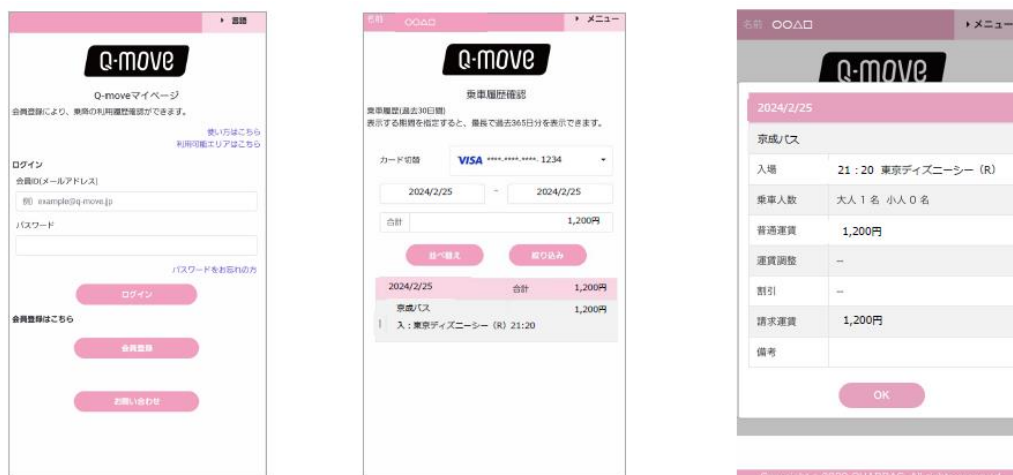 言語
Q-move
Q-moveマイページ
会員登録により、乗降の利用履歴確認ができます。
使い方はこちら
利用可能エリアはこちら
ログイン
会員ID(メールアドレス)
例) example@q-move.jp
パスワード
パスワードをお忘れの方
ログイン
会員登録はこちら
会員登録
お問い合わせ
名前 〇〇△□
メニュー
Q-move
乗車履歴確認
乗車履歴(過去30日間)
表示する期間を指定すると、最長で過去365日分を表示できます。
カード切替 VISA ****-****-****-1234
2024/2/25 ~ 2024/2/25
合計 1,200円
並べ替え 絞り込み
2024/2/25 合計 1,200円
京成バス 1,200円
入:東京ディズニーシー(R) 21:20
名前 〇〇△□
メニュー
Q-move
2024/2/25
京成バス
入場 21:20 東京ディズニーシー(R)
乗車人数 大人1名 小人0名
普通運賃 1,200円
運賃調整 --
割引 --
請求運賃 1,200円
備考
OK